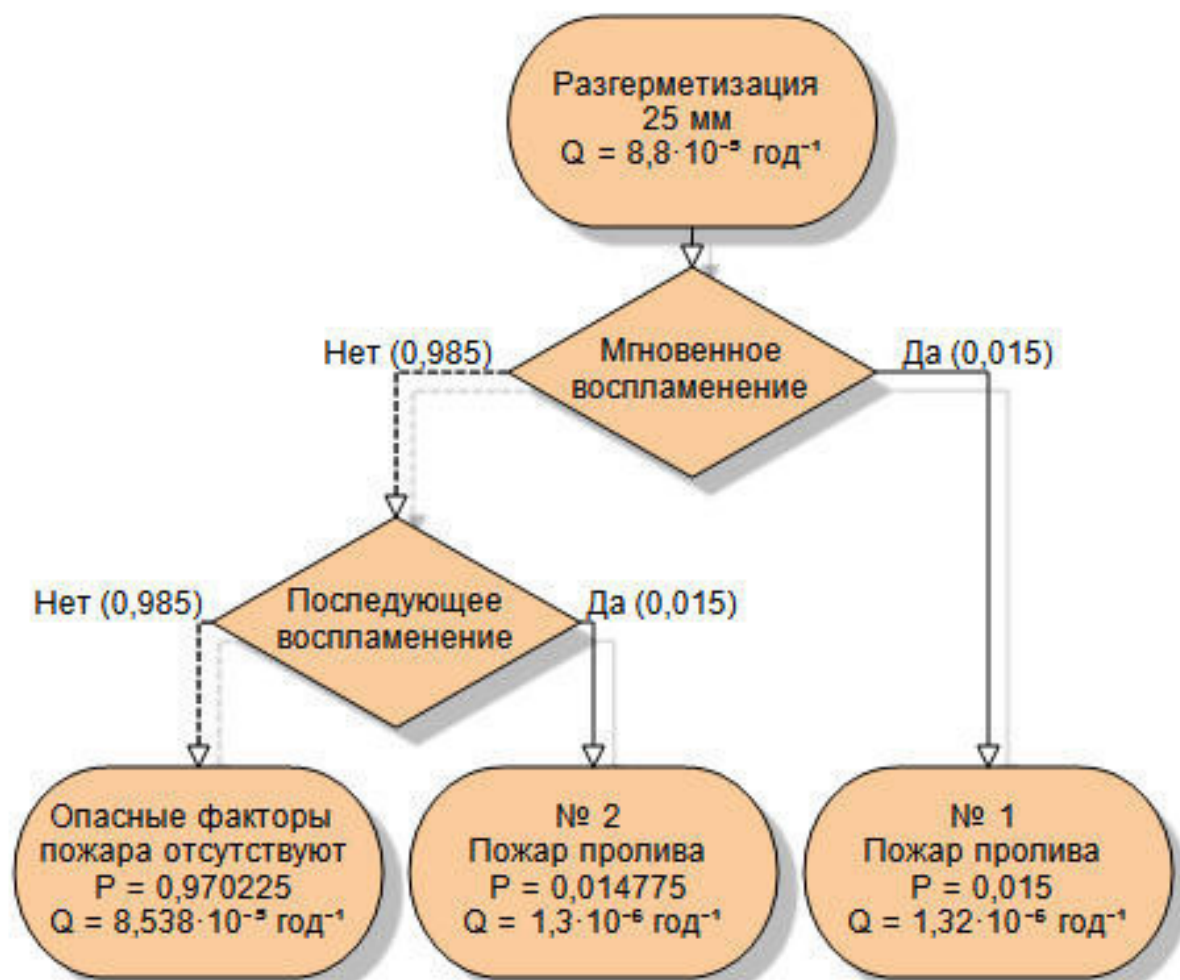 Разгерметизация
25 мм
Q = 8,8·10⁻⁵ год⁻¹
Нет (0,985)
Мгновенное
воспламенение
Да (0,015)
Нет (0,985)
Последующее
воспламенение
Да (0,015)
Опасные факторы
пожара отсутствуют
P = 0,970225
Q = 8,538·10⁻⁵ год⁻¹
№ 2
Пожар пролива
P = 0,014775
Q = 1,3·10⁻⁶ год⁻¹
№ 1
Пожар пролива
P = 0,015
Q = 1,32·10⁻⁶ год⁻¹